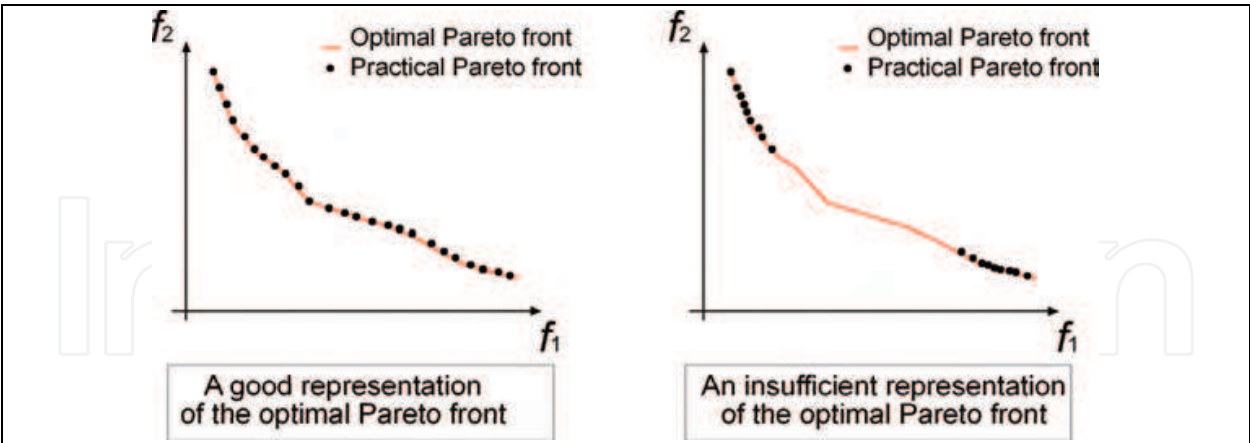 f2
Optimal Pareto front
Practical Pareto front
f1
A good representation
of the optimal Pareto front
f2
Optimal Pareto front
Practical Pareto front
f1
An insufficient representation
of the optimal Pareto front